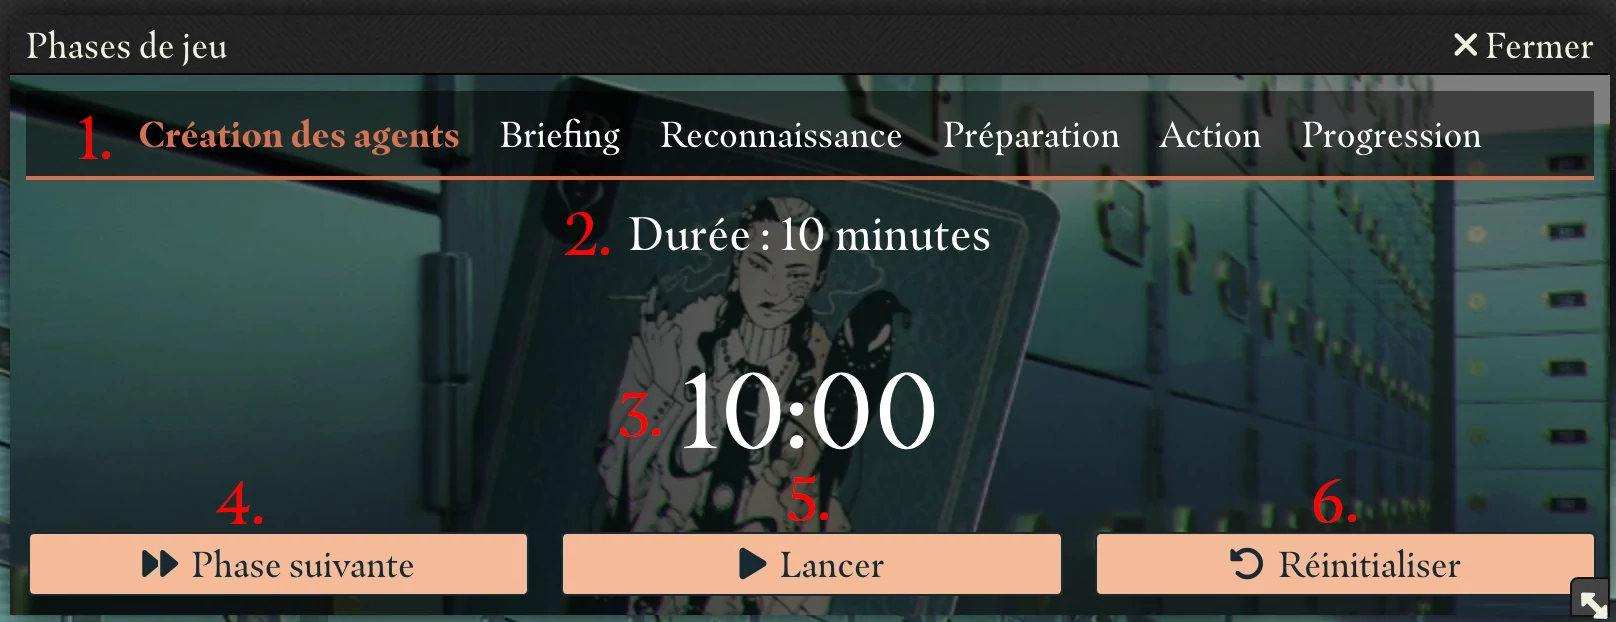 Phases de jeu
Fermer
1. Création des agents Briefing Reconnaissance Préparation Action Progression
2. Durée : 10 minutes
3. 10:00
4. 5. 6.
Phase suivante Lancer Réinitialiser